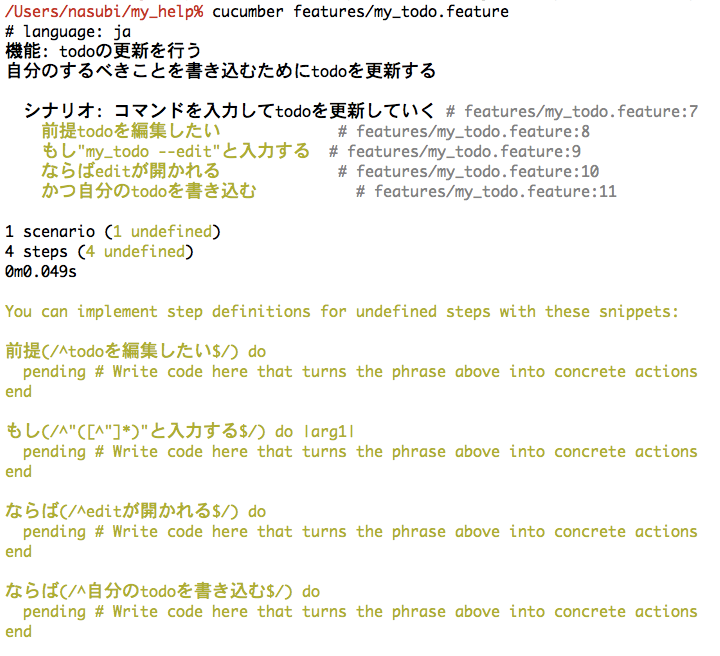 /Users/nasubi/my_help% cucumber features/my_todo.feature
# language: ja
機能: todoの更新を行う
自分のするべきことを書き込むためにtodoを更新する
シナリオ: コマンドを入力してtodoを更新していく # features/my_todo.feature:7
前提todoを編集したい # features/my_todo.feature:8
もし"my_todo --edit"と入力する # features/my_todo.feature:9
ならばeditが開かれる # features/my_todo.feature:10
かつ自分のtodoを書き込む # features/my_todo.feature:11
1 scenario (1 undefined)
4 steps (4 undefined)
0m0.049s
You can implement step definitions for undefined steps with these snippets:
前提(/^todoを編集したい$/) do
pending # Write code here that turns the phrase above into concrete actions
end
もし(/^"([^"]*)"と入力する$/) do |arg1|
pending # Write code here that turns the phrase above into concrete actions
end
ならば(/^editが開かれる$/) do
pending # Write code here that turns the phrase above into concrete actions
end
ならば(/^自分のtodoを書き込む$/) do
pending # Write code here that turns the phrase above into concrete actions
end